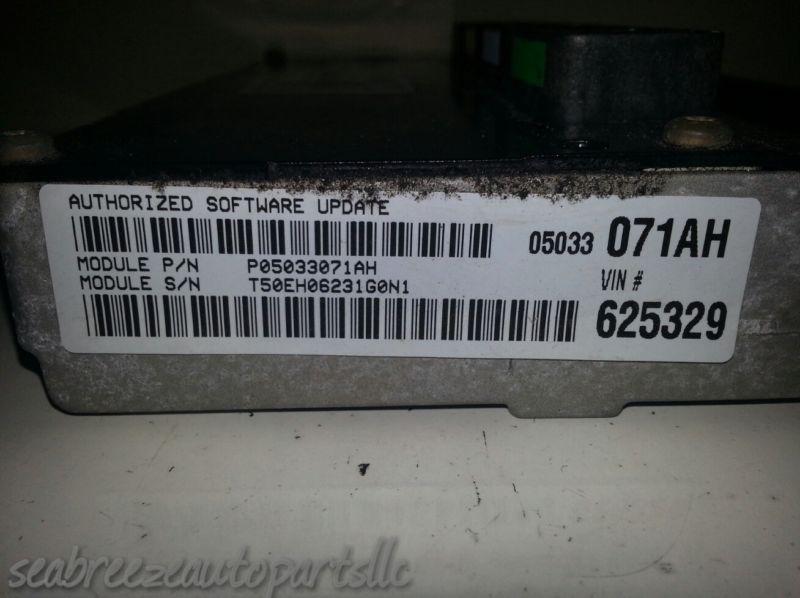 AUTHORIZED SOFTWARE UPDATE
05033 071AH
MODULE P/N P05033071AH
MODULE S/N T50EH06231G0N1
VIN #
625329
seabreezeautopartsllc